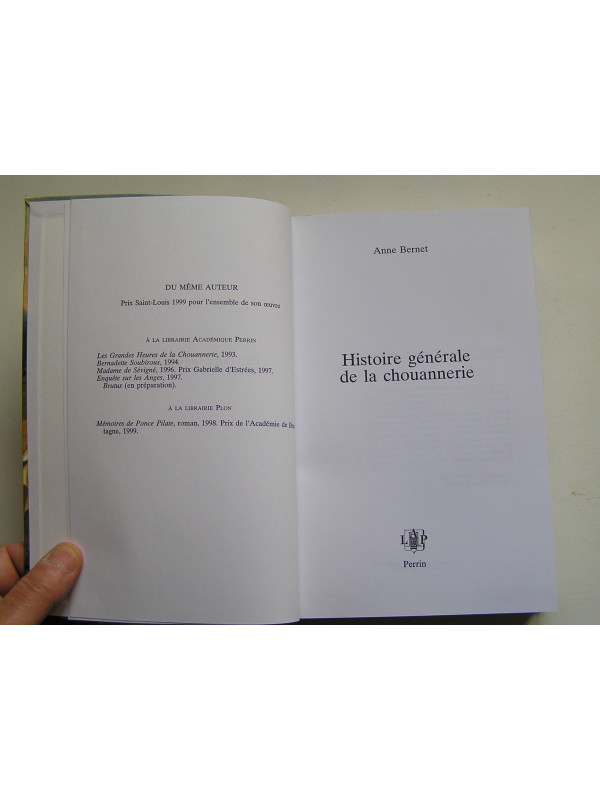 DU MÊME AUTEUR
Prix Saint-Louis 1999 pour l'ensemble de son œuvre
À LA LIBRAIRIE ACADÉMIQUE PERRIN
Les Grandes Heures de la Chouannerie, 1993.
Bernadette Soubirous, 1994.
Madame de Sévigné, 1996. Prix Gabrielle d'Estrées, 1997.
Enquête sur les Anges, 1997.
Brutus (en préparation).
À LA LIBRAIRIE PLON
Mémoires de Ponce Pilate, roman, 1998. Prix de l'Académie de
tagne, 1999.
Anne Bernet
Histoire générale
de la chouannerie
LAP
Perrin